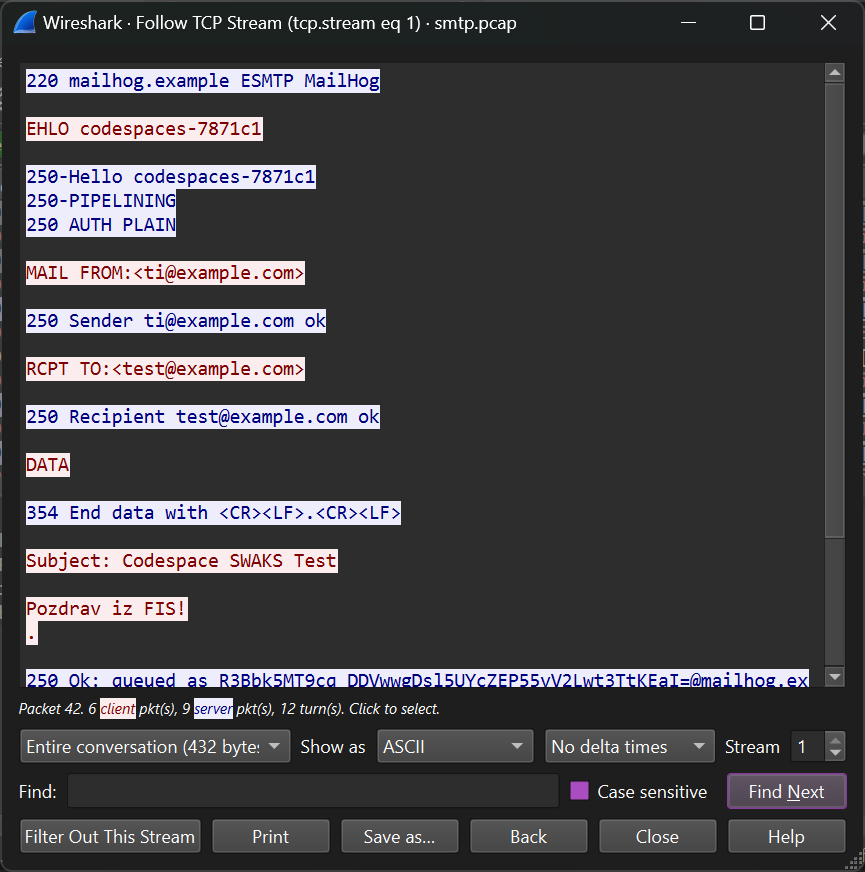 Wireshark · Follow TCP Stream (tcp.stream eq 1) · smtp.pcap
220 mailhog.example ESMTP MailHog
EHLO codespaces-7871c1
250-Hello codespaces-7871c1
250-PIPELINING
250 AUTH PLAIN
MAIL FROM:<ti@example.com>
250 Sender ti@example.com ok
RCPT TO:<test@example.com>
250 Recipient test@example.com ok
DATA
354 End data with <CR><LF>.<CR><LF>
Subject: Codespace SWAKS Test
Pozdrav iz FIS!
.
250 Ok: queued as R3Bbk5MT9cq_DDVwwgDsl5UYcZEP55vV2Lwt3TtKEaI=@mailhog.ex
Packet 42. 6 client pkt(s), 9 server pkt(s), 12 turn(s). Click to select.
Entire conversation (432 bytes Show as ASCII No delta times Stream 1
Find: Case sensitive Find Next
Filter Out This Stream Print Save as... Back Close Help